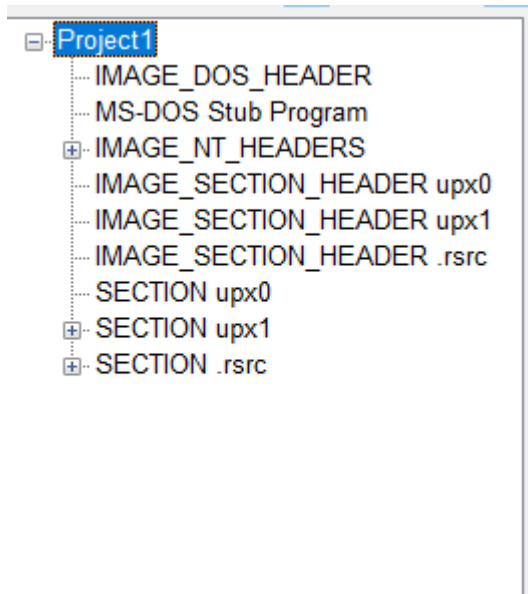 Project1
IMAGE_DOS_HEADER
MS-DOS Stub Program
IMAGE_NT_HEADERS
IMAGE_SECTION_HEADER upx0
IMAGE_SECTION_HEADER upx1
IMAGE_SECTION_HEADER .rsrc
SECTION upx0
SECTION upx1
SECTION .rsrc